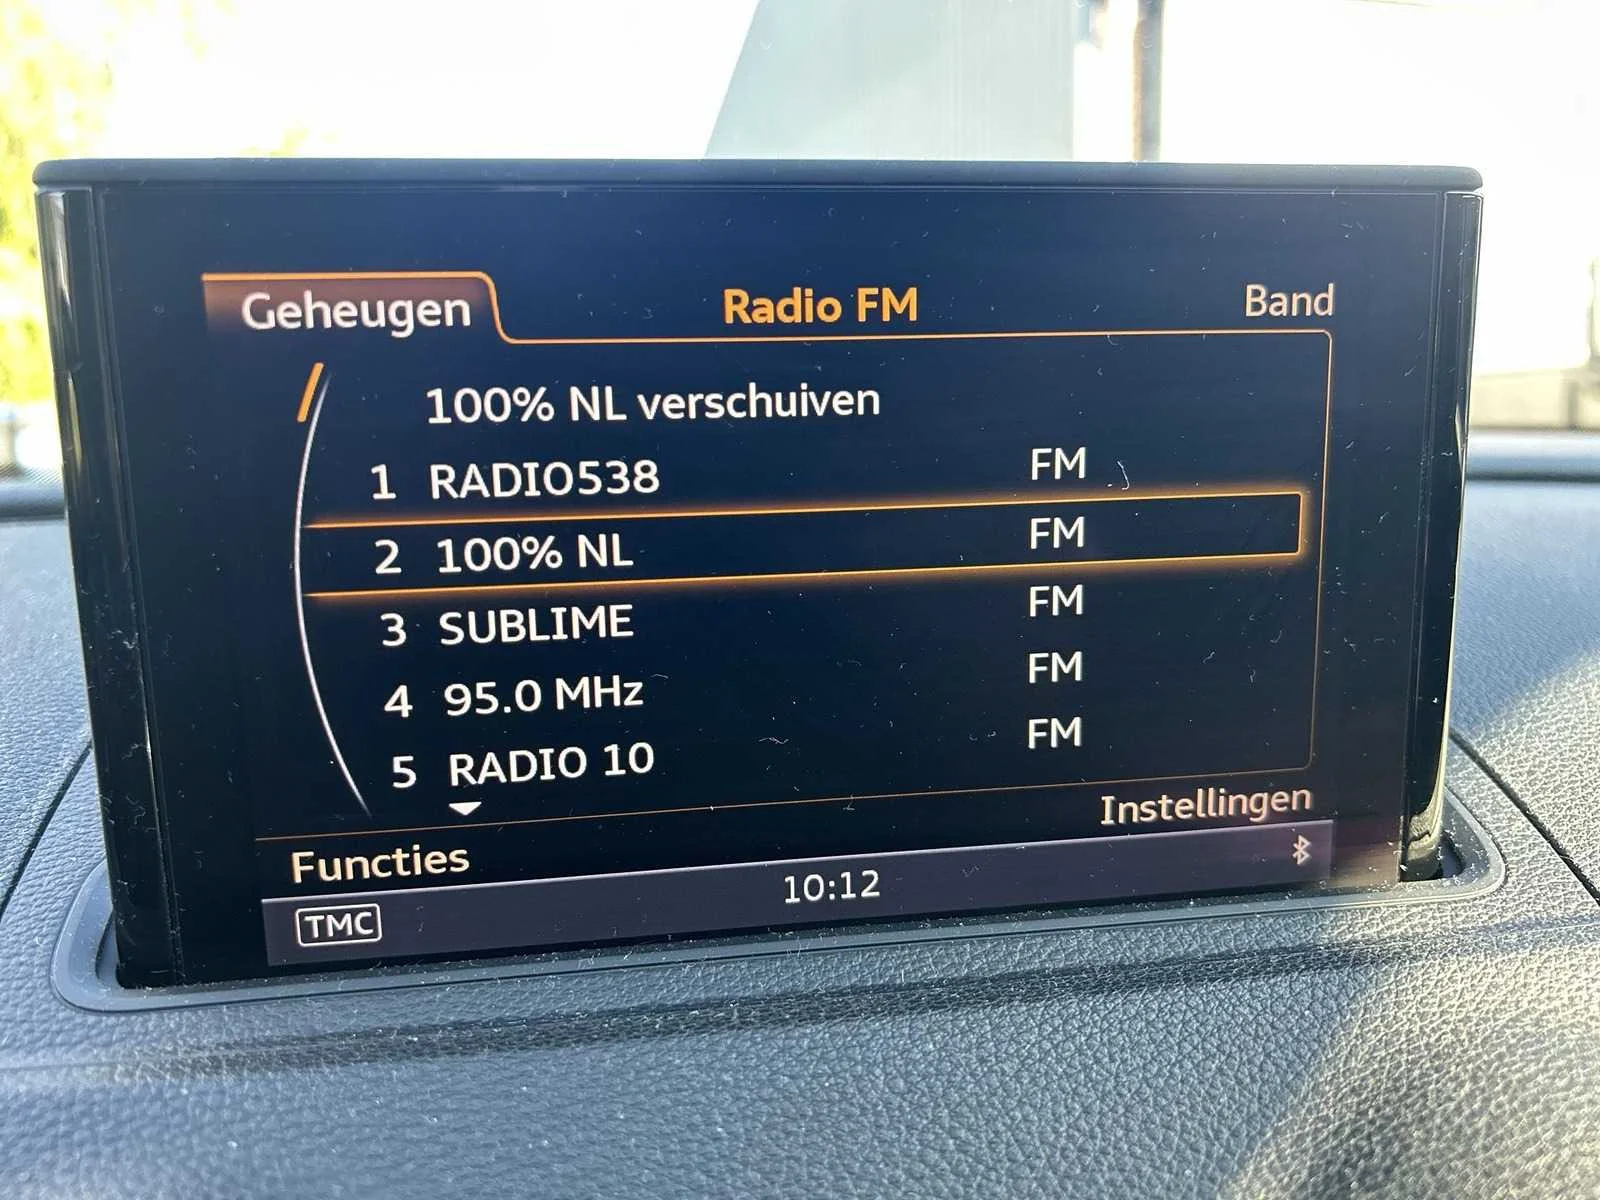 Geheugen Radio FM Band
100% NL verschuiven
1 RADIO538 FM
2 100% NL FM
3 SUBLIME FM
4 95.0 MHz FM
5 RADIO 10 FM
Functies Instellingen
TMC 10:12